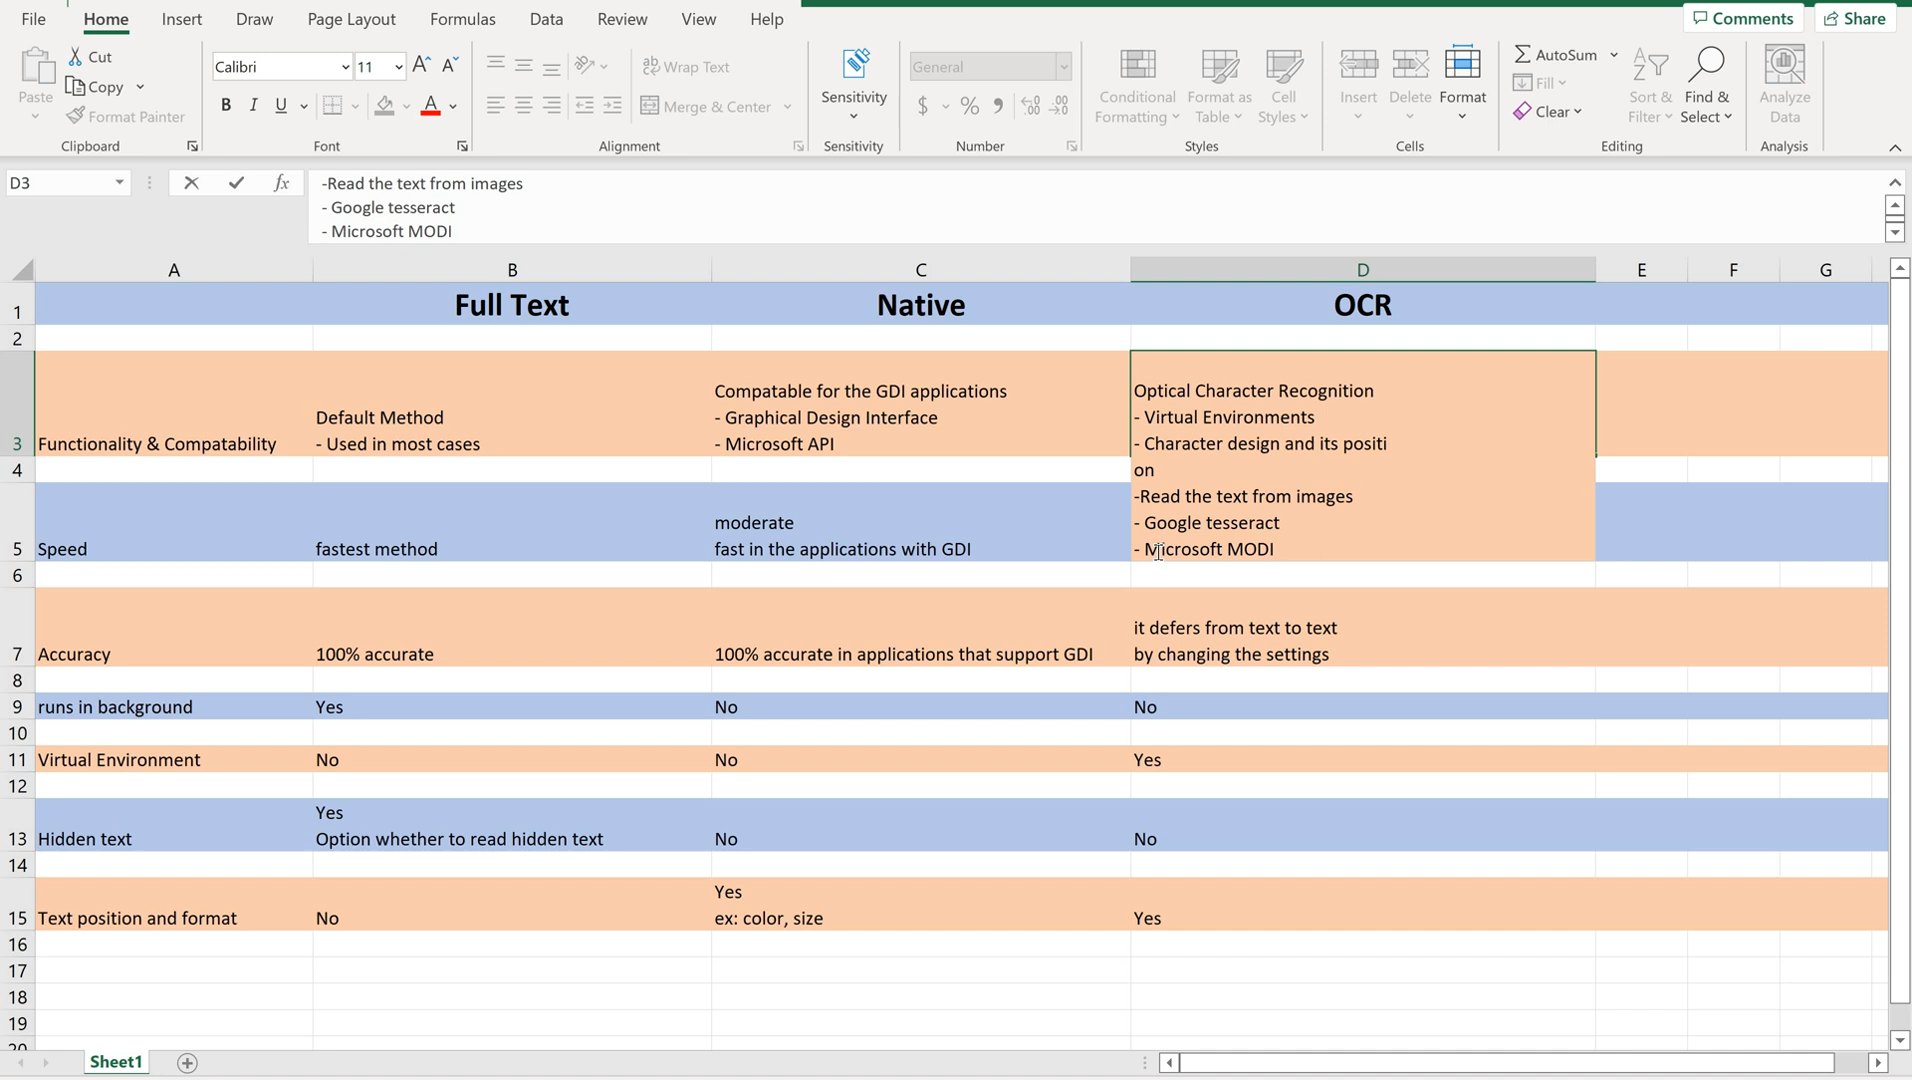 File Home Insert Draw Page Layout Formulas Data Review View Help Comments Share
Cut
Copy
Format Painter
Paste
Clipboard
Calibri 11
B I U A
Font
Wrap Text
Merge & Center
Alignment
Sensitivity
Sensitivity
General
$ % 9
Number
Conditional Formatting
Format as Table
Cell Styles
Styles
Insert Delete Format
Cells
AutoSum
Fill
Clear
Sort & Filter
Find & Select
Editing
Analyze Data
Analysis
D3 fx
-Read the text from images
- Google tesseract
- Microsoft MODI
A B C D E F G
1 Full Text Native OCR
2
Compatable for the GDI applications Optical Character Recognition
Default Method - Graphical Design Interface - Virtual Environments
3 Functionality & Compatability - Used in most cases - Microsoft API - Character design and its positi
4 on
-Read the text from images
moderate - Google tesseract
5 Speed fastest method fast in the applications with GDI - Microsoft MODI
6
it defers from text to text
7 Accuracy 100% accurate 100% accurate in applications that support GDI by changing the settings
8
9 runs in background Yes No No
10
11 Virtual Environment No No Yes
12
Yes
13 Hidden text Option whether to read hidden text No No
14
Yes
15 Text position and format No ex: color, size Yes
16
17
18
19
20
Sheet1